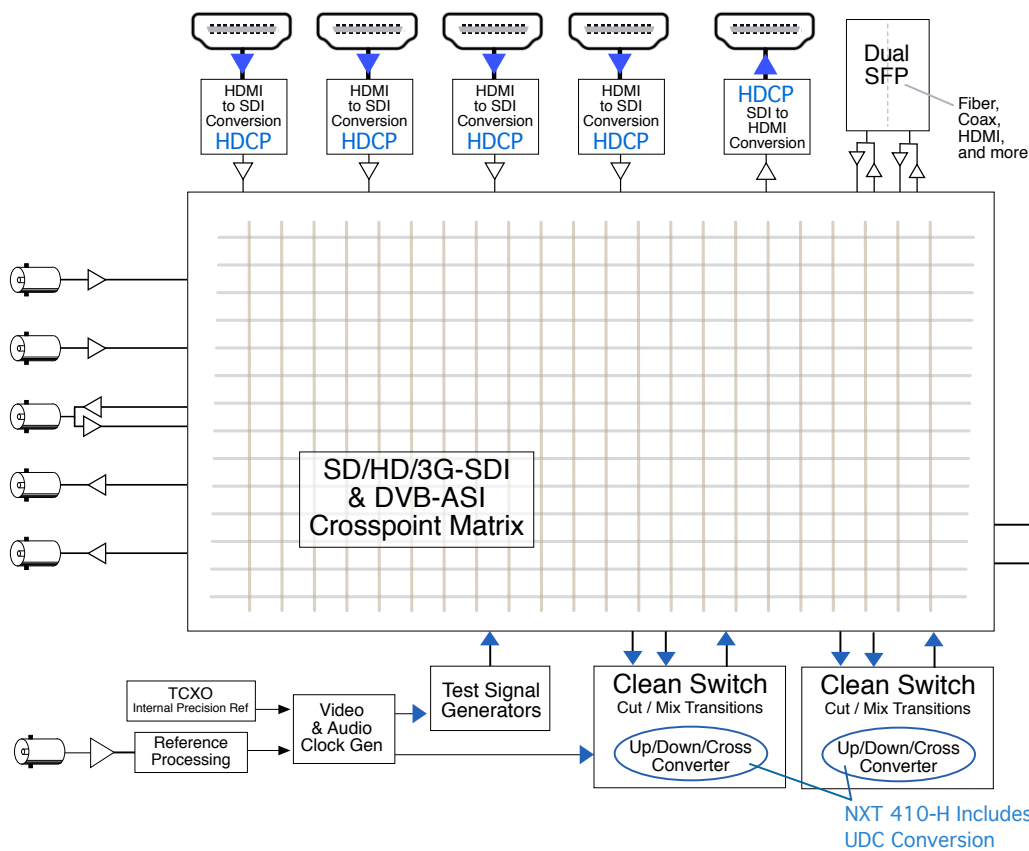 HDMI
to SDI
Conversion
HDCP
HDMI
to SDI
Conversion
HDCP
HDMI
to SDI
Conversion
HDCP
HDMI
to SDI
Conversion
HDCP
HDCP
SDI to
HDMI
Conversion
Dual
SFP
Fiber,
Coax,
HDMI,
and more
SD/HD/3G-SDI
& DVB-ASI
Crosspoint Matrix
TCXO
Internal Precision Ref
Reference
Processing
Video
& Audio
Clock Gen
Test Signal
Generators
Clean Switch
Cut / Mix Transitions
Up/Down/Cross
Converter
Clean Switch
Cut / Mix Transitions
Up/Down/Cross
Converter
NXT 410-H Includes
UDC Conversion